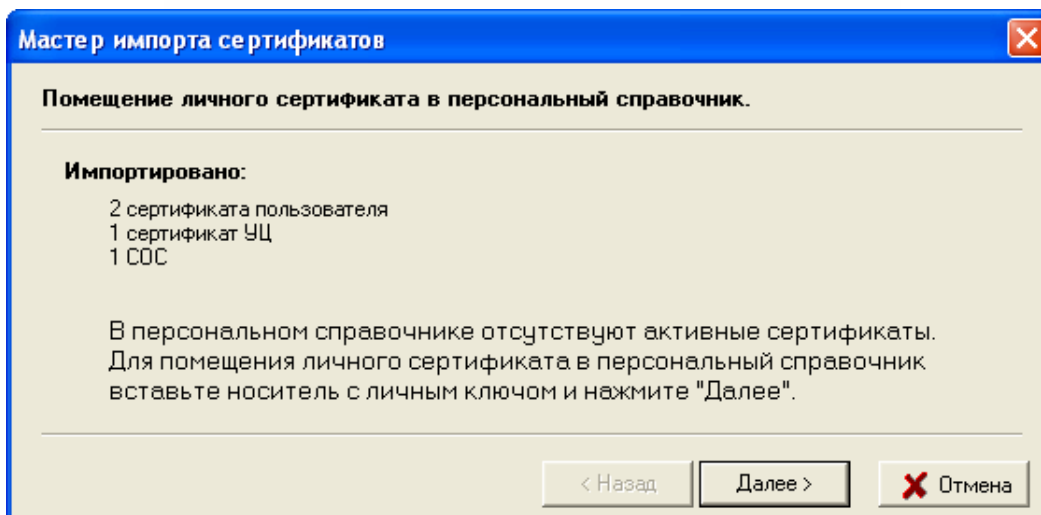 Мастер импорта сертификатов
Помещение личного сертификата в персональный справочник.
Импортировано:
2 сертификата пользователя
1 сертификат УЦ
1 СОС
В персональном справочнике отсутствуют активные сертификаты.
Для помещения личного сертификата в персональный справочник
вставьте носитель с личным ключом и нажмите "Далее".
< Назад
Далее >
Отмена